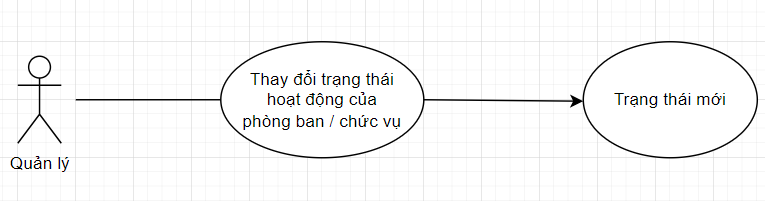 Thay đổi trạng thái
hoạt động của
phòng ban / chức vụ
Trạng thái mới
Quản lý